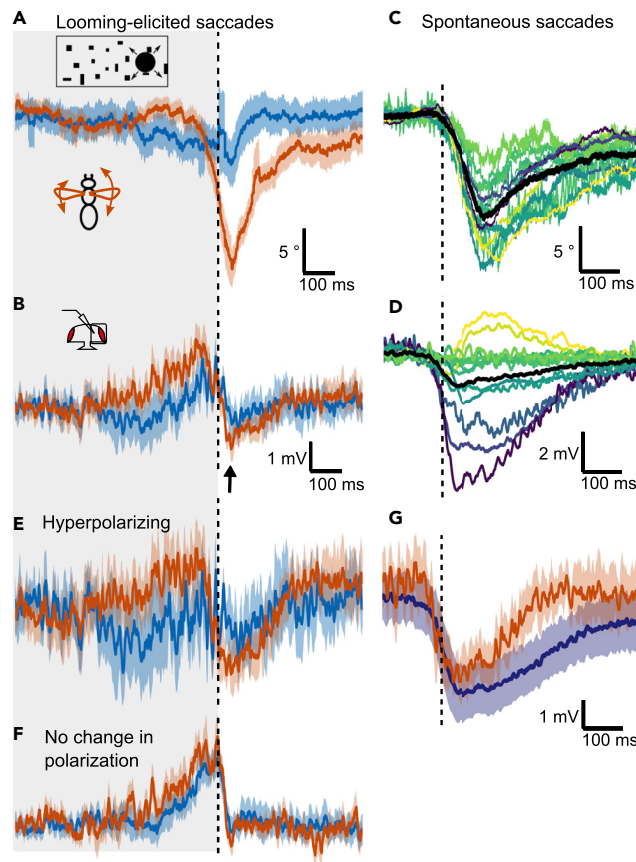 A Looming-elicited saccades
C Spontaneous saccades
5 °
100 ms
5 °
100 ms
B
D
1 mV
100 ms
2 mV
100 ms
E Hyperpolarizing
G
F No change in
polarization
1 mV
100 ms